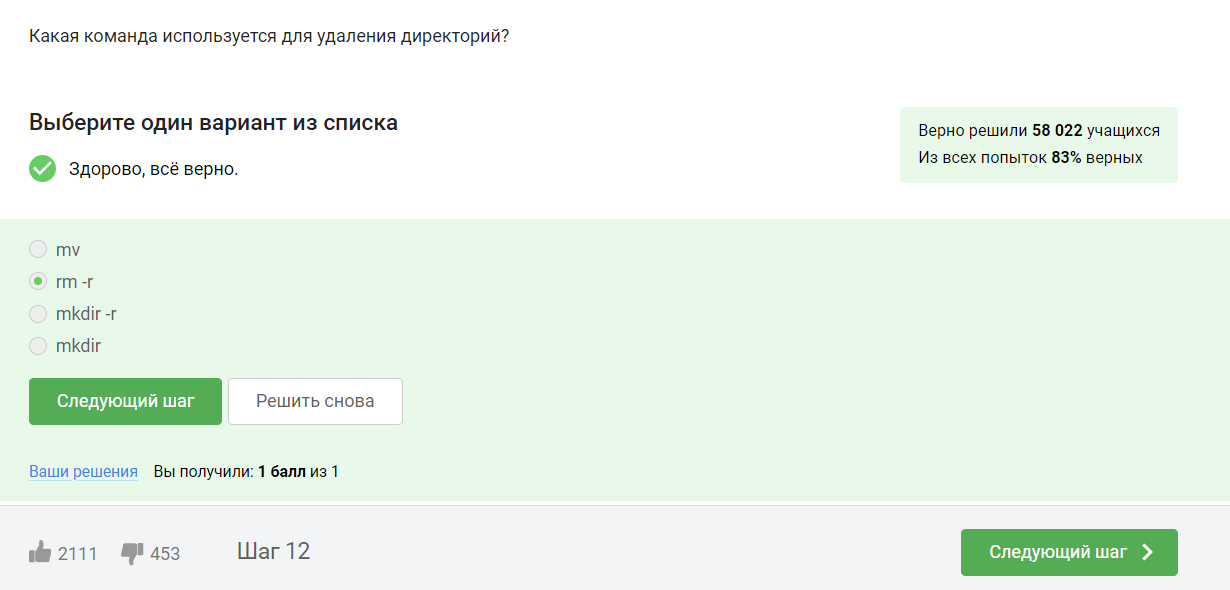 Какая команда используется для удаления директорий?
Выберите один вариант из списка
Здорово, всё верно.
Верно решили 58 022 учащихся
Из всех попыток 83% верных
mv
rm -r
mkdir -r
mkdir
Следующий шаг
Решить снова
Ваши решения Вы получили: 1 балл из 1
2111 453 Шаг 12
Следующий шаг